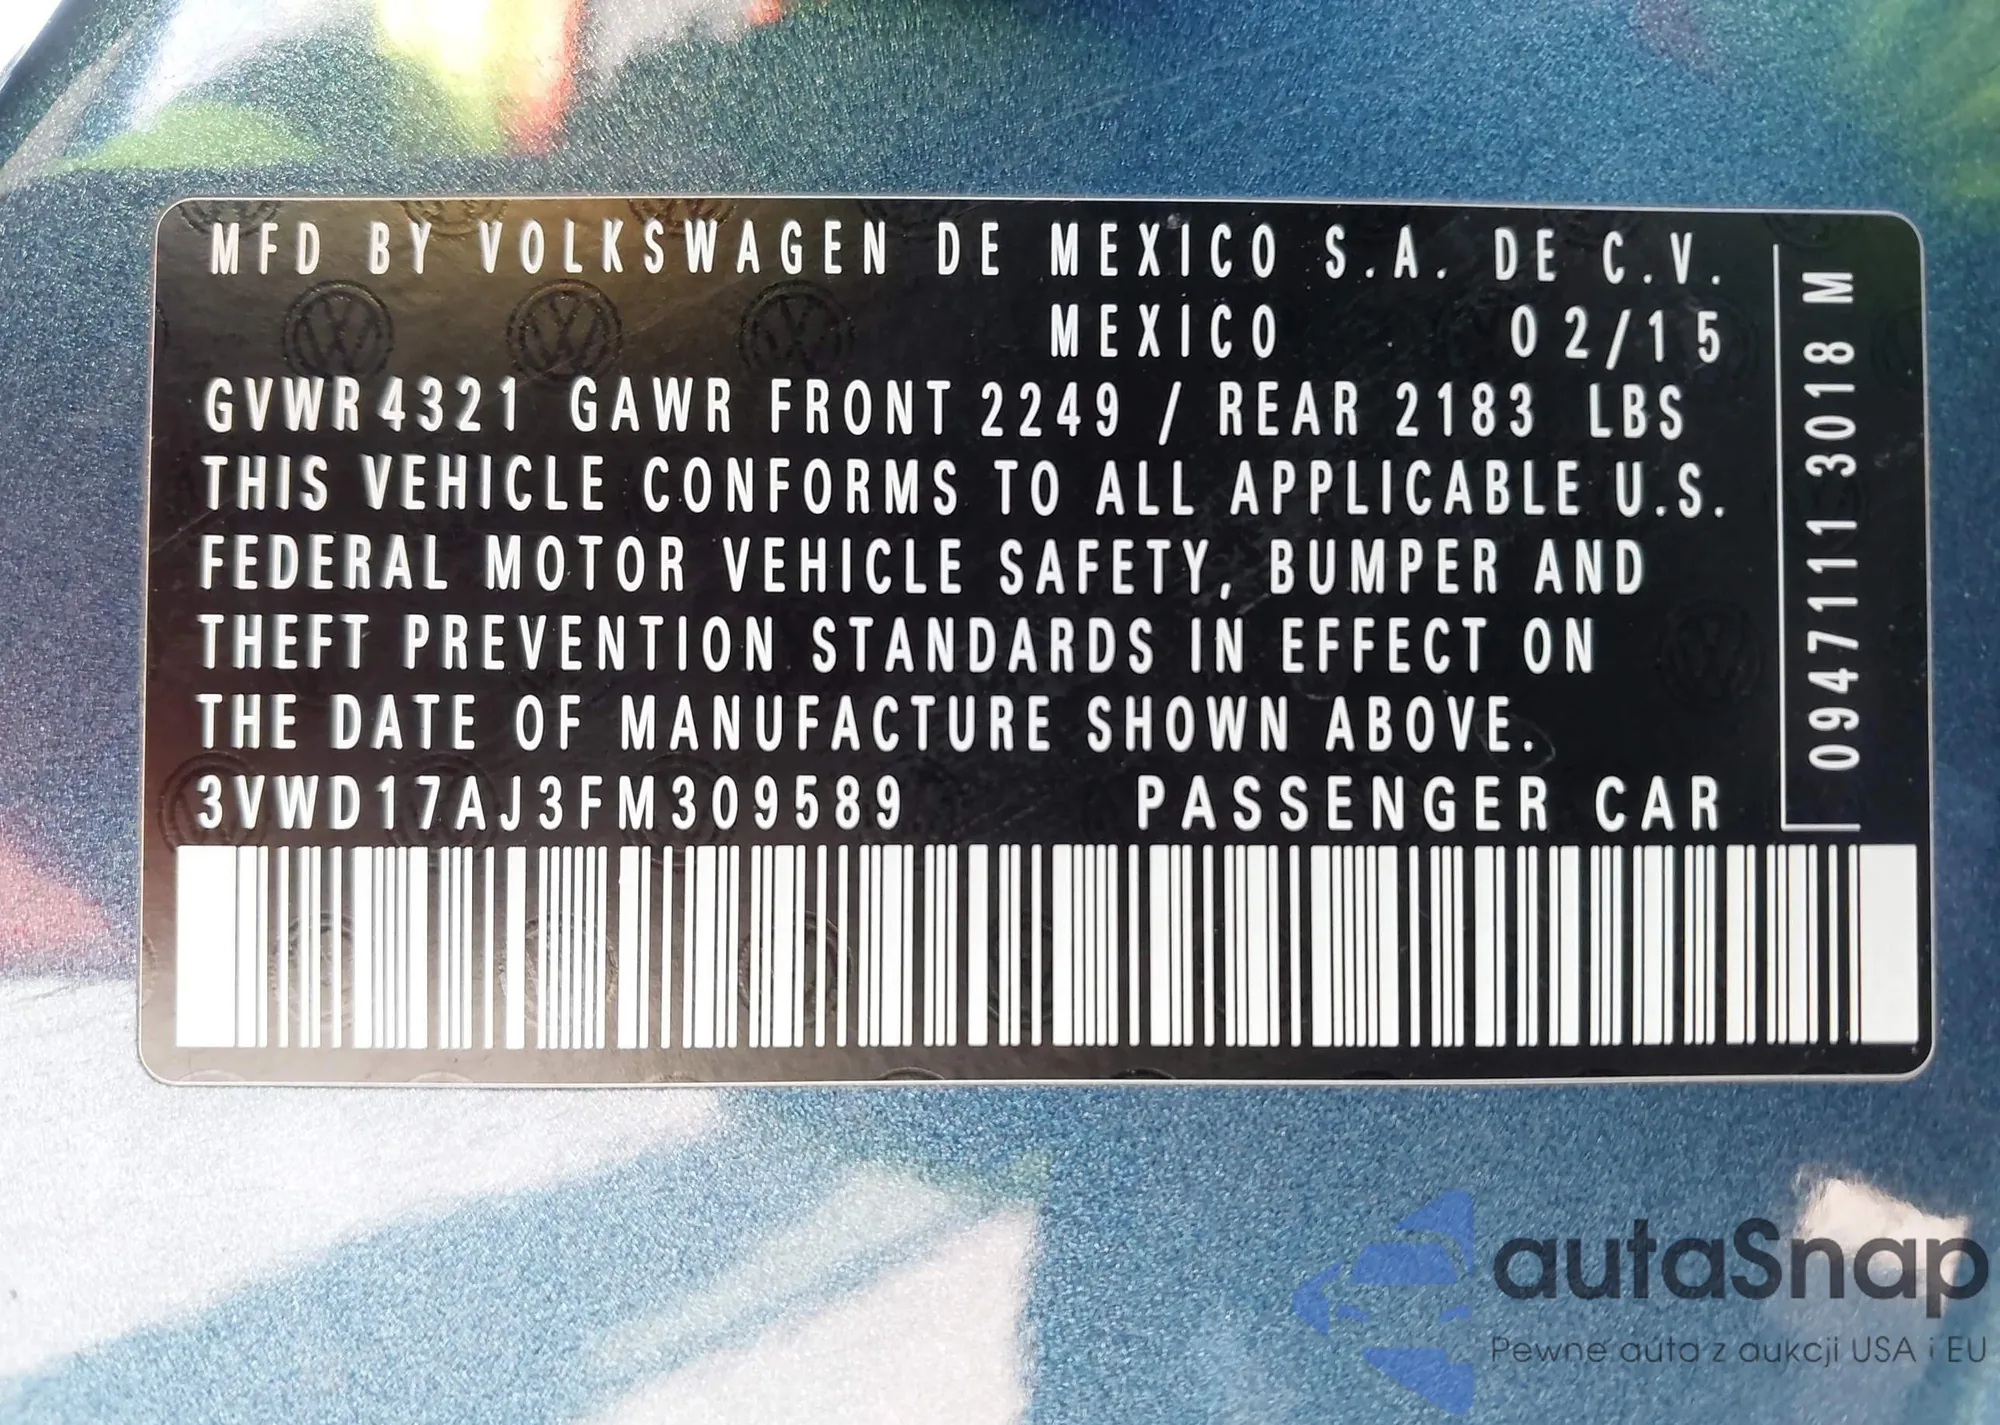 MFD BY VOLKSWAGEN DE MEXICO S.A. DE C.V.
MEXICO 02/15
GVWR 4321 GAWR FRONT 2249 / REAR 2183 LBS
THIS VEHICLE CONFORMS TO ALL APPLICABLE U.S.
FEDERAL MOTOR VEHICLE SAFETY, BUMPER AND
THEFT PREVENTION STANDARDS IN EFFECT ON
THE DATE OF MANUFACTURE SHOWN ABOVE.
3VWD17AJ3FM309589 PASSENGER CAR
0947111 3018 M
autaSnap
Pewne auta z aukcji USA i EU